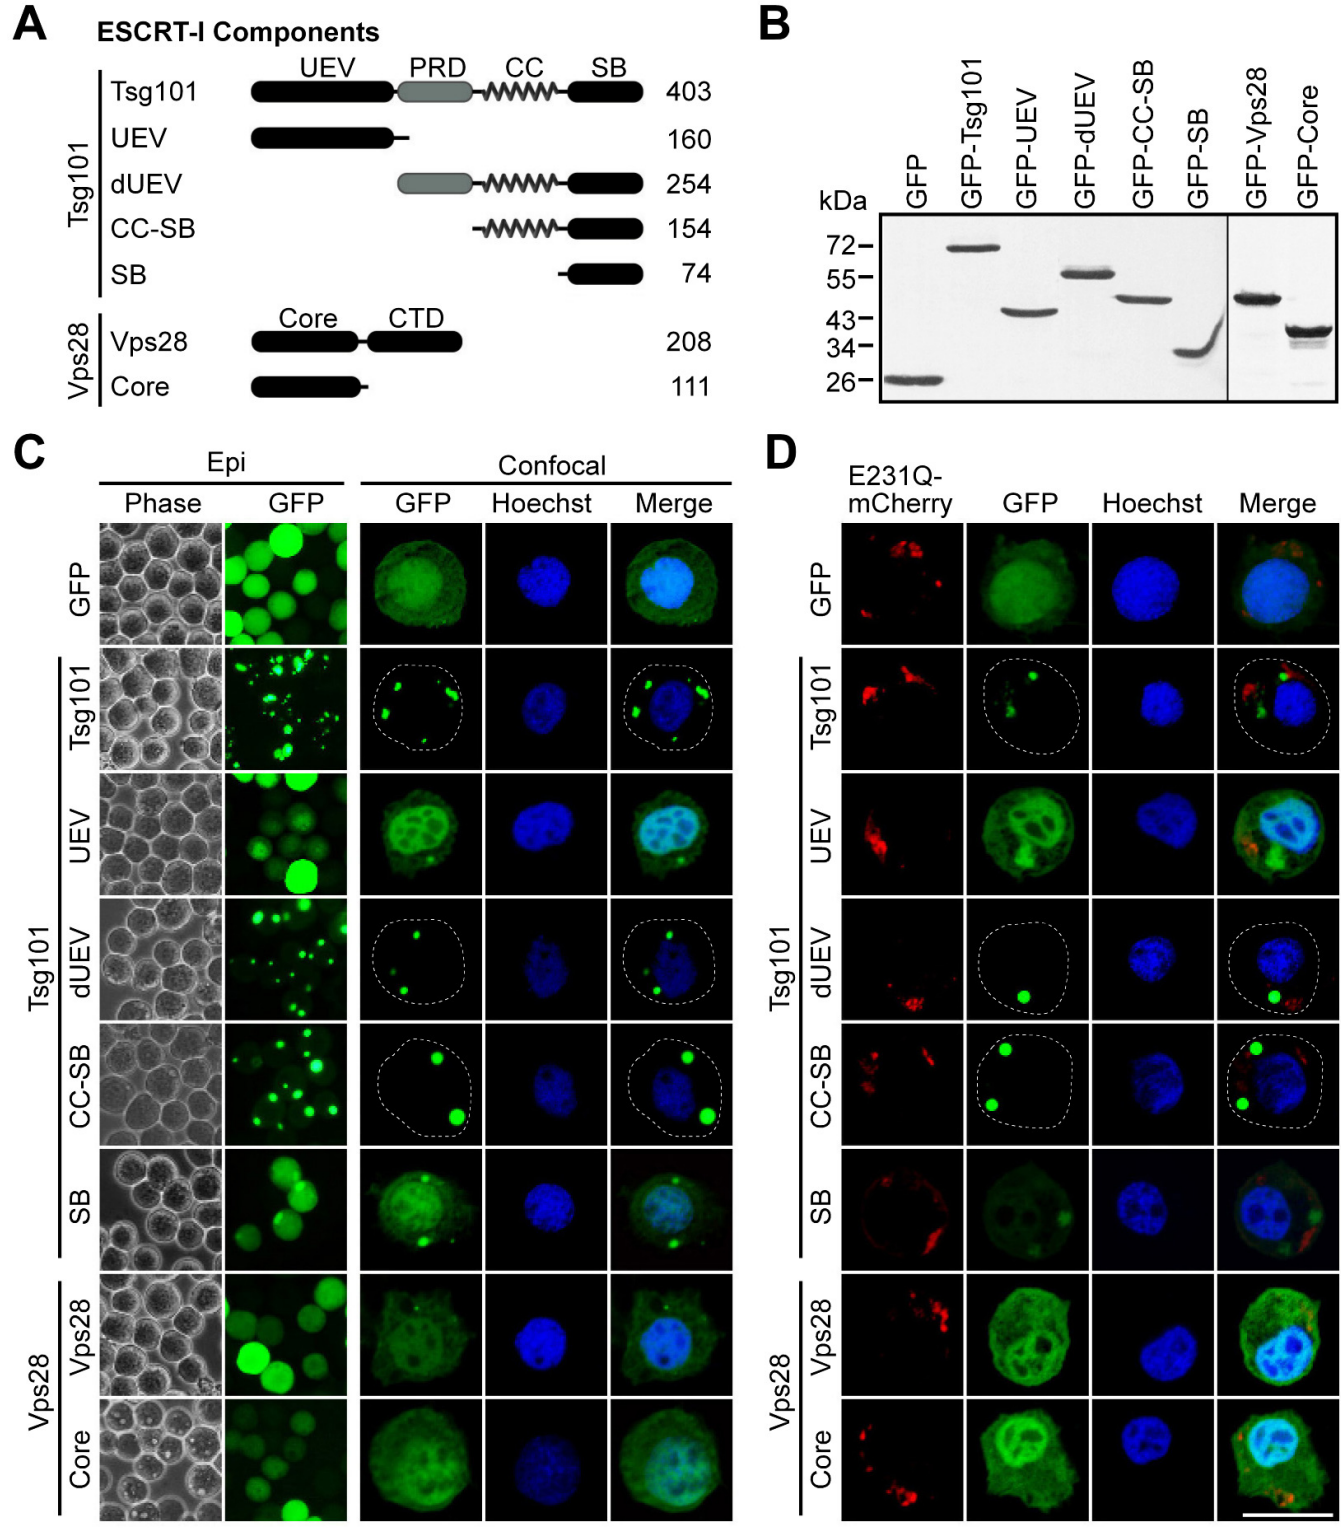 A
ESCRT-I Components
UEV PRD CC SB
Tsg101
Tsg101 403
UEV 160
dUEV 254
CC-SB 154
SB 74
Vps28
Core CTD
Vps28 208
Core 111
B
kDa
GFP
GFP-Tsg101
GFP-UEV
GFP-dUEV
GFP-CC-SB
GFP-SB
GFP-Vps28
GFP-Core
72
55
43
34
26
C
Epi Confocal
Phase GFP GFP Hoechst Merge
GFP
Tsg101
Tsg101
UEV
dUEV
CC-SB
SB
Vps28
Vps28
Core
D
E231Q-
mCherry GFP Hoechst Merge
GFP
Tsg101
Tsg101
UEV
dUEV
CC-SB
SB
Vps28
Vps28
Core